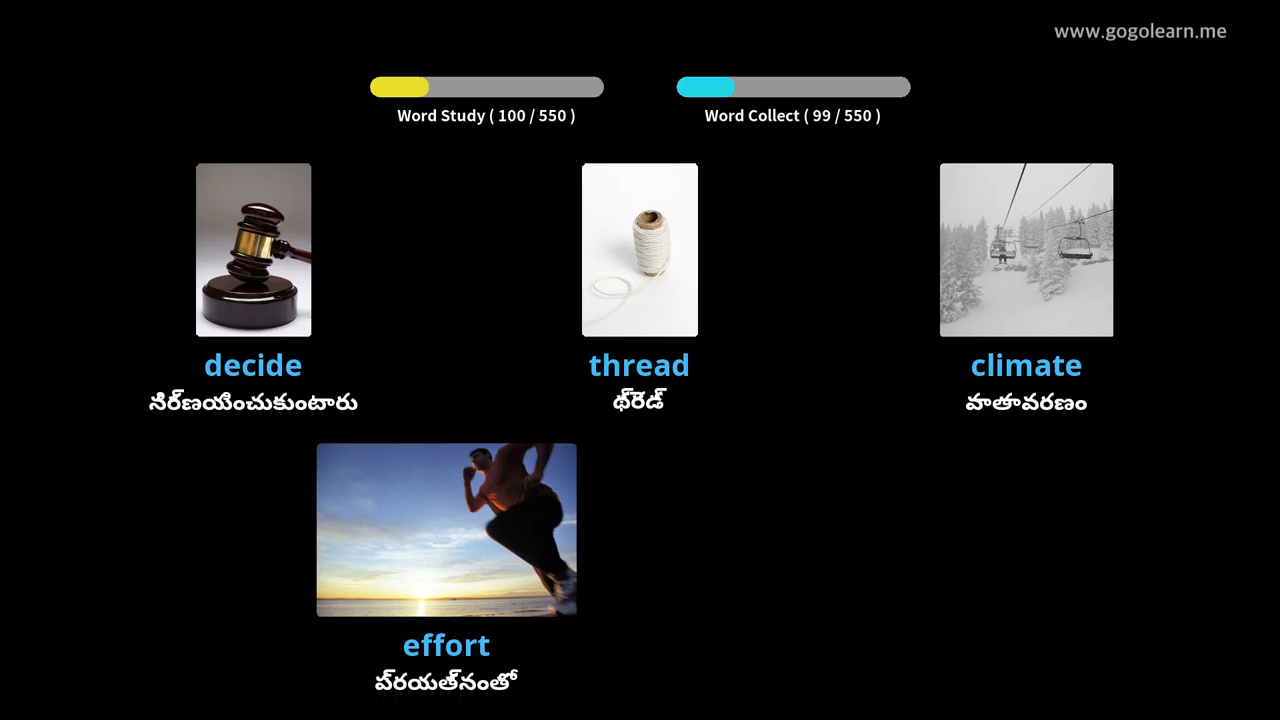 www.gogolearn.me
Word Study ( 100 / 550 )
Word Collect ( 99 / 550 )
decide
నిర్‌ణయించుకుంటారు
thread
థ్‌రెడ్
climate
వాతావరణం
effort
ప్‌రయత్‌నంతో